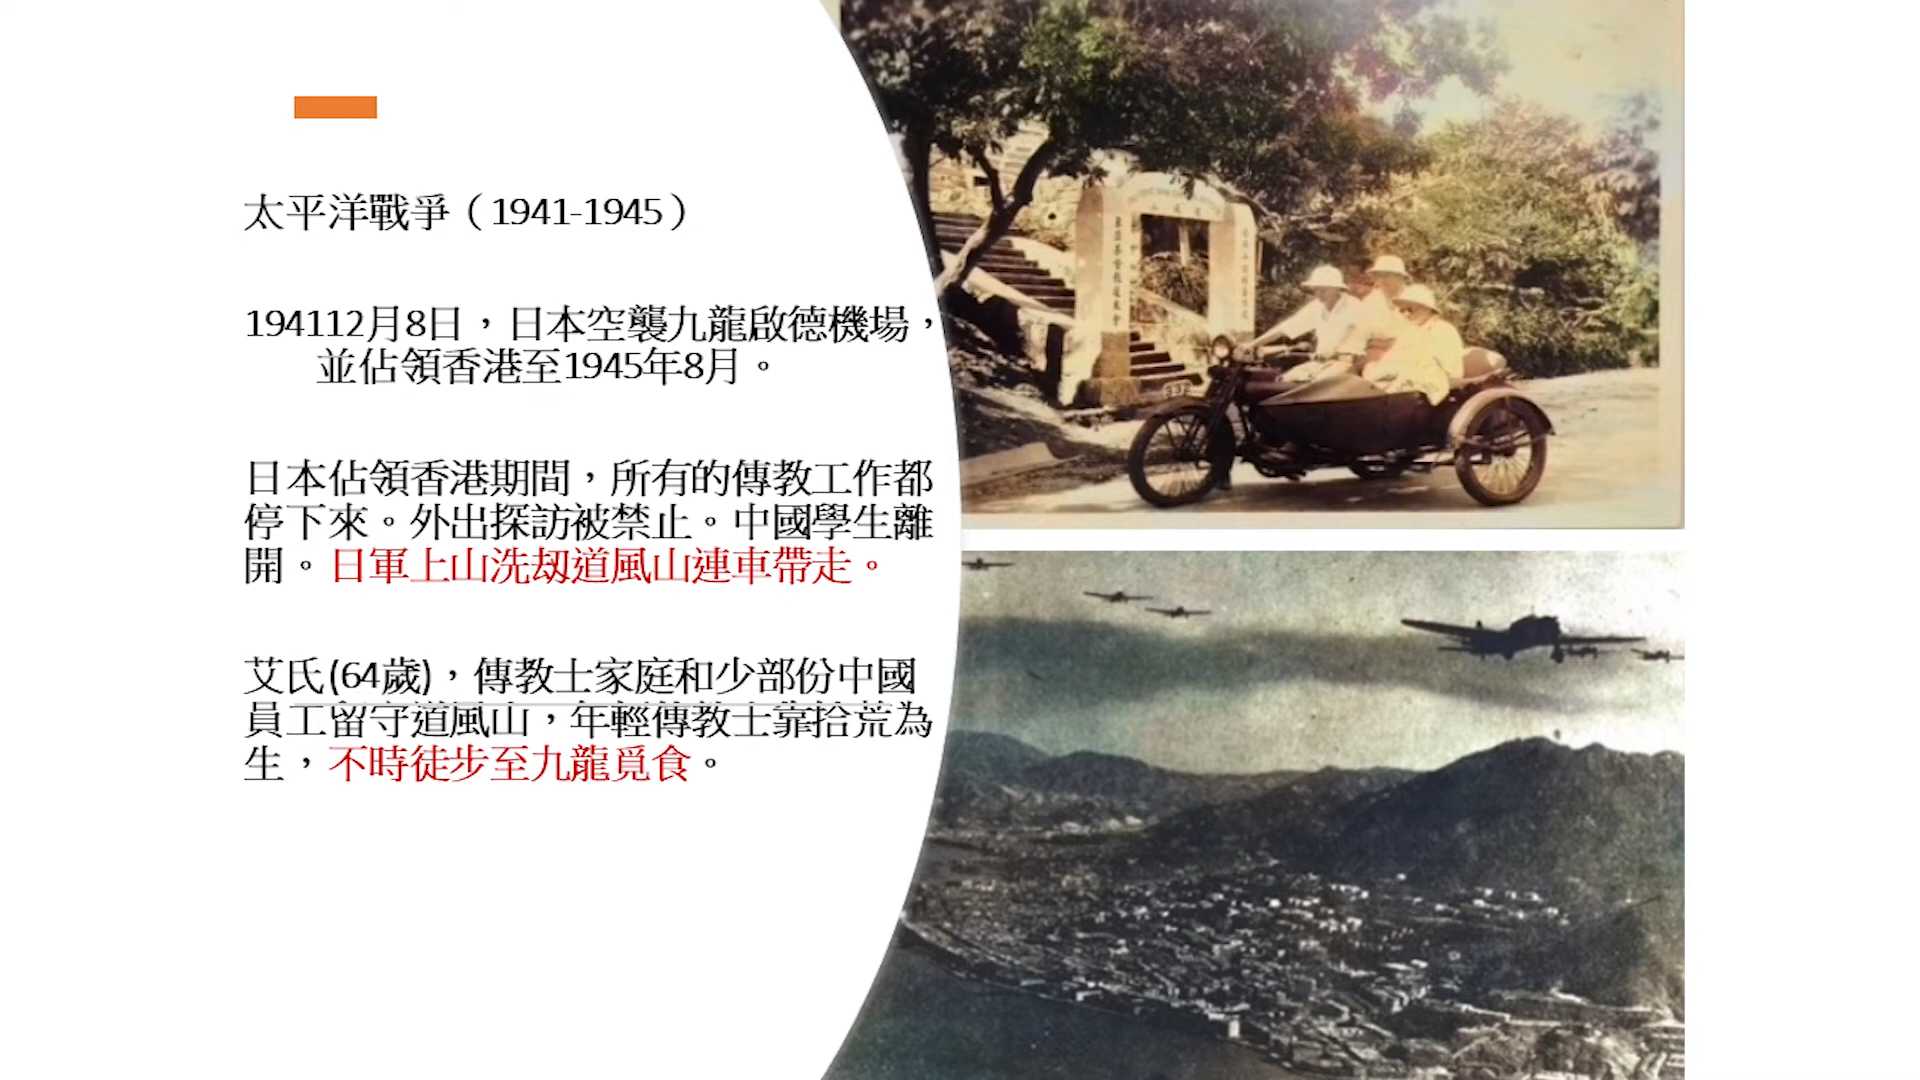 太平洋戰爭（1941-1945）
194112月8日，日本空襲九龍啟德機場，
並佔領香港至1945年8月。
日本佔領香港期間，所有的傳教工作都
停下來。外出探訪被禁止。中國學生離
開。日軍上山洗刼道風山連車帶走。
艾氏(64歲)，傳教士家庭和少部份中國
員工留守道風山，年輕傳教士靠拾荒為
生，不時徒步至九龍覓食。